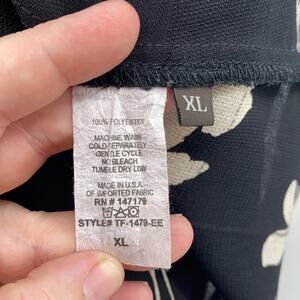 XL
100% POLYESTER
MACHINE WASH
COLD SEPARATELY
GENTLE CYCLE
NO BLEACH
TUMBLE DRY LOW
MADE IN U.S.A.
OF IMPORTED FABRIC
RN # 147179
STYLE# TF-1479-EE
XL